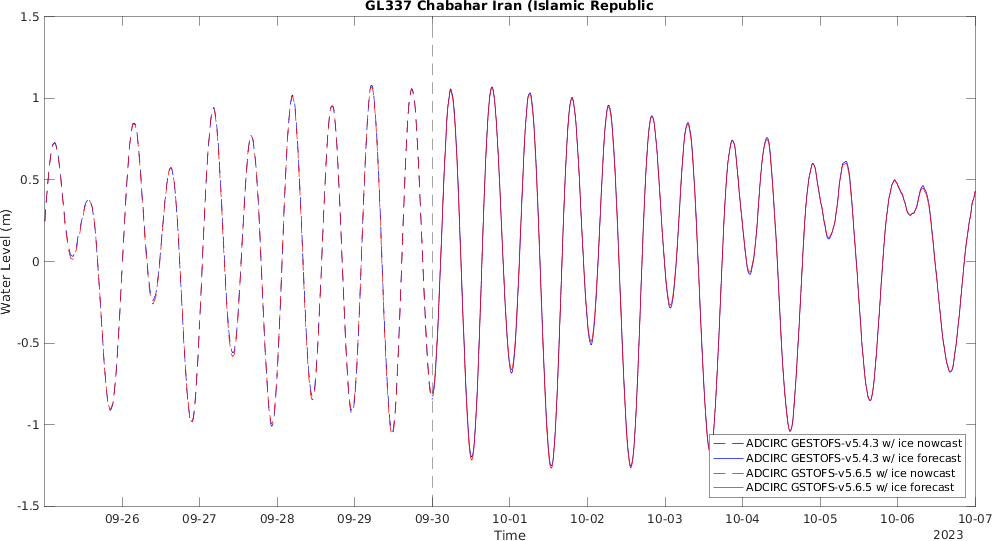 GL337 Chabahar Iran (Islamic Republic
1.5
1
0.5
0
-0.5
-1
-1.5
Water Level (m)
09-26 09-27 09-28 09-29 09-30 10-01 10-02 10-03 10-04 10-05 10-06 10-07
Time
2023
ADCIRC GESTOFS-v5.4.3 w/ ice nowcast
ADCIRC GESTOFS-v5.4.3 w/ ice forecast
ADCIRC GSTOFS-v5.6.5 w/ ice nowcast
ADCIRC GSTOFS-v5.6.5 w/ ice forecast